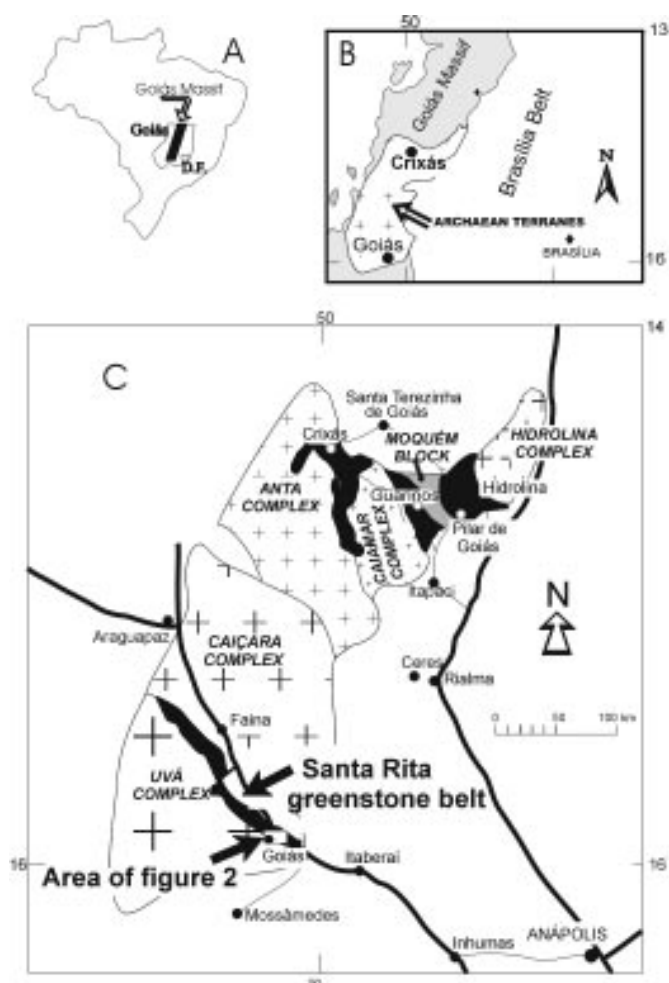 A
Goiás Massif
Goiás
D.F.
50
13
B
Goiás Massif
Brasília Belt
Crixás
N
ARCHAEAN TERRANES
Goiás
BRASÍLIA
16
50
14
C
Santa Terezinha
de Goiás
Crixás
MOQUÉM
BLOCK
HIDROLINA
COMPLEX
ANTA
COMPLEX
Guarinos
Hidrolina
CAIAMAR
COMPLEX
Pilar de
Goiás
Itapaci
N
Araguapaz
CAIÇARA
COMPLEX
Ceres
Rialma
0 50 100 km
Faina
Santa Rita
greenstone belt
UVÁ
COMPLEX
Goiás
Area of figure 2
Itaberaí
16
16
Mossâmedes
ANÁPOLIS
Inhumas